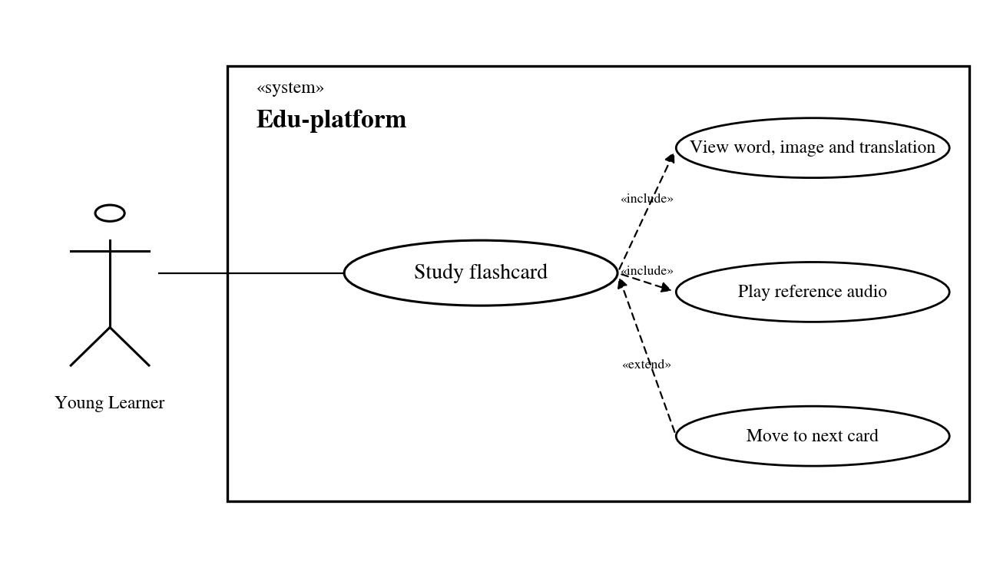 «system»
Edu-platform
View word, image and translation
«include»
Study flashcard
«include»
Play reference audio
«extend»
Young Learner
Move to next card